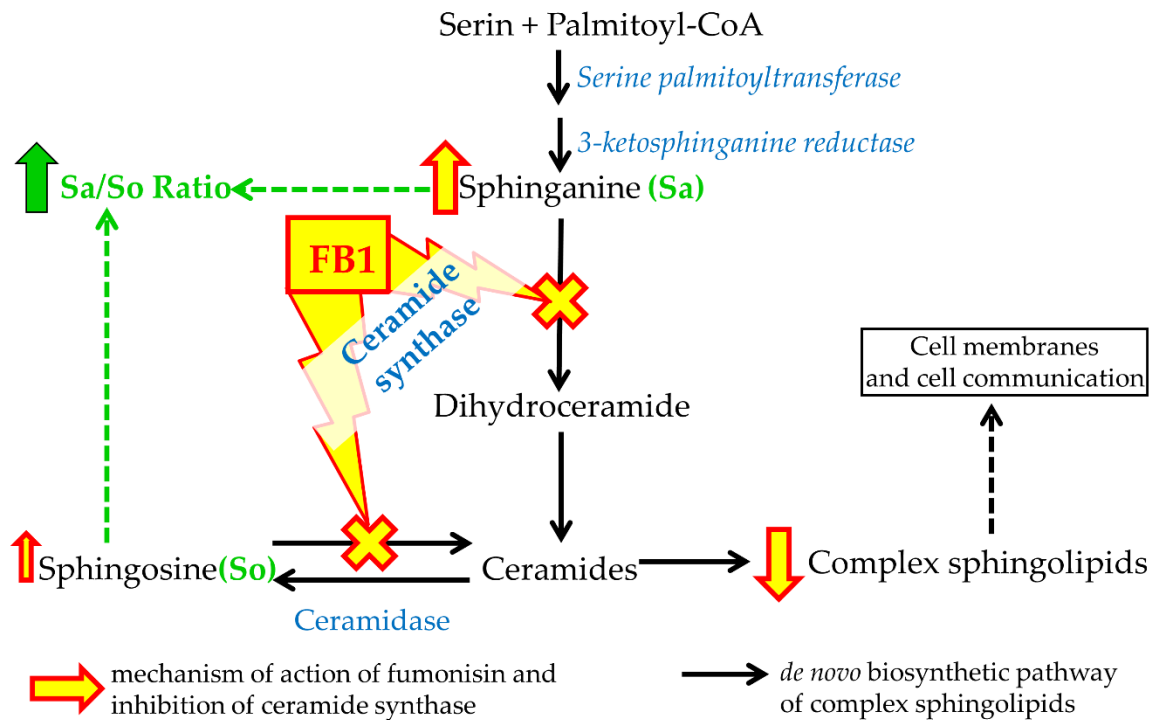 Serin + Palmitoyl-CoA
Serine palmitoyltransferase
3-ketosphinganine reductase
Sa/So Ratio
Sphinganine (Sa)
FB1
Ceramide
synthase
Cell membranes
and cell communication
Dihydroceramide
Sphingosine(So)
Ceramides
Complex sphingolipids
Ceramidase
mechanism of action of fumonisin and
inhibition of ceramide synthase
de novo biosynthetic pathway
of complex sphingolipids